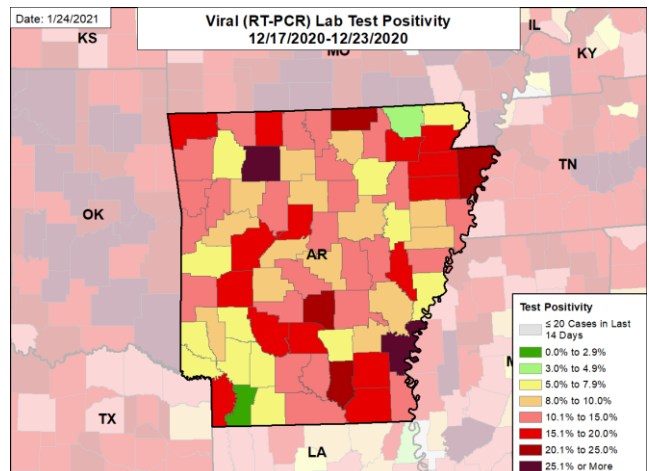 Date: 1/24/2021
Viral (RT-PCR) Lab Test Positivity
12/17/2020-12/23/2020
KS
MO
IL
KY
OK
TN
AR
TX
LA
M
Test Positivity
≤ 20 Cases in Last
14 Days
0.0% to 2.9%
3.0% to 4.9%
5.0% to 7.9%
8.0% to 10.0%
10.1% to 15.0%
15.1% to 20.0%
20.1% to 25.0%
25.1% or More